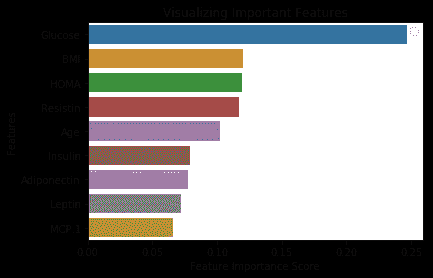 Visualizing Important Features
Glucose
BMI
HOMA
Resistin
Age
Insulin
Adiponectin
Leptin
MCP.1
Features
0.00 0.05 0.10 0.15 0.20 0.25
Feature Importance Score